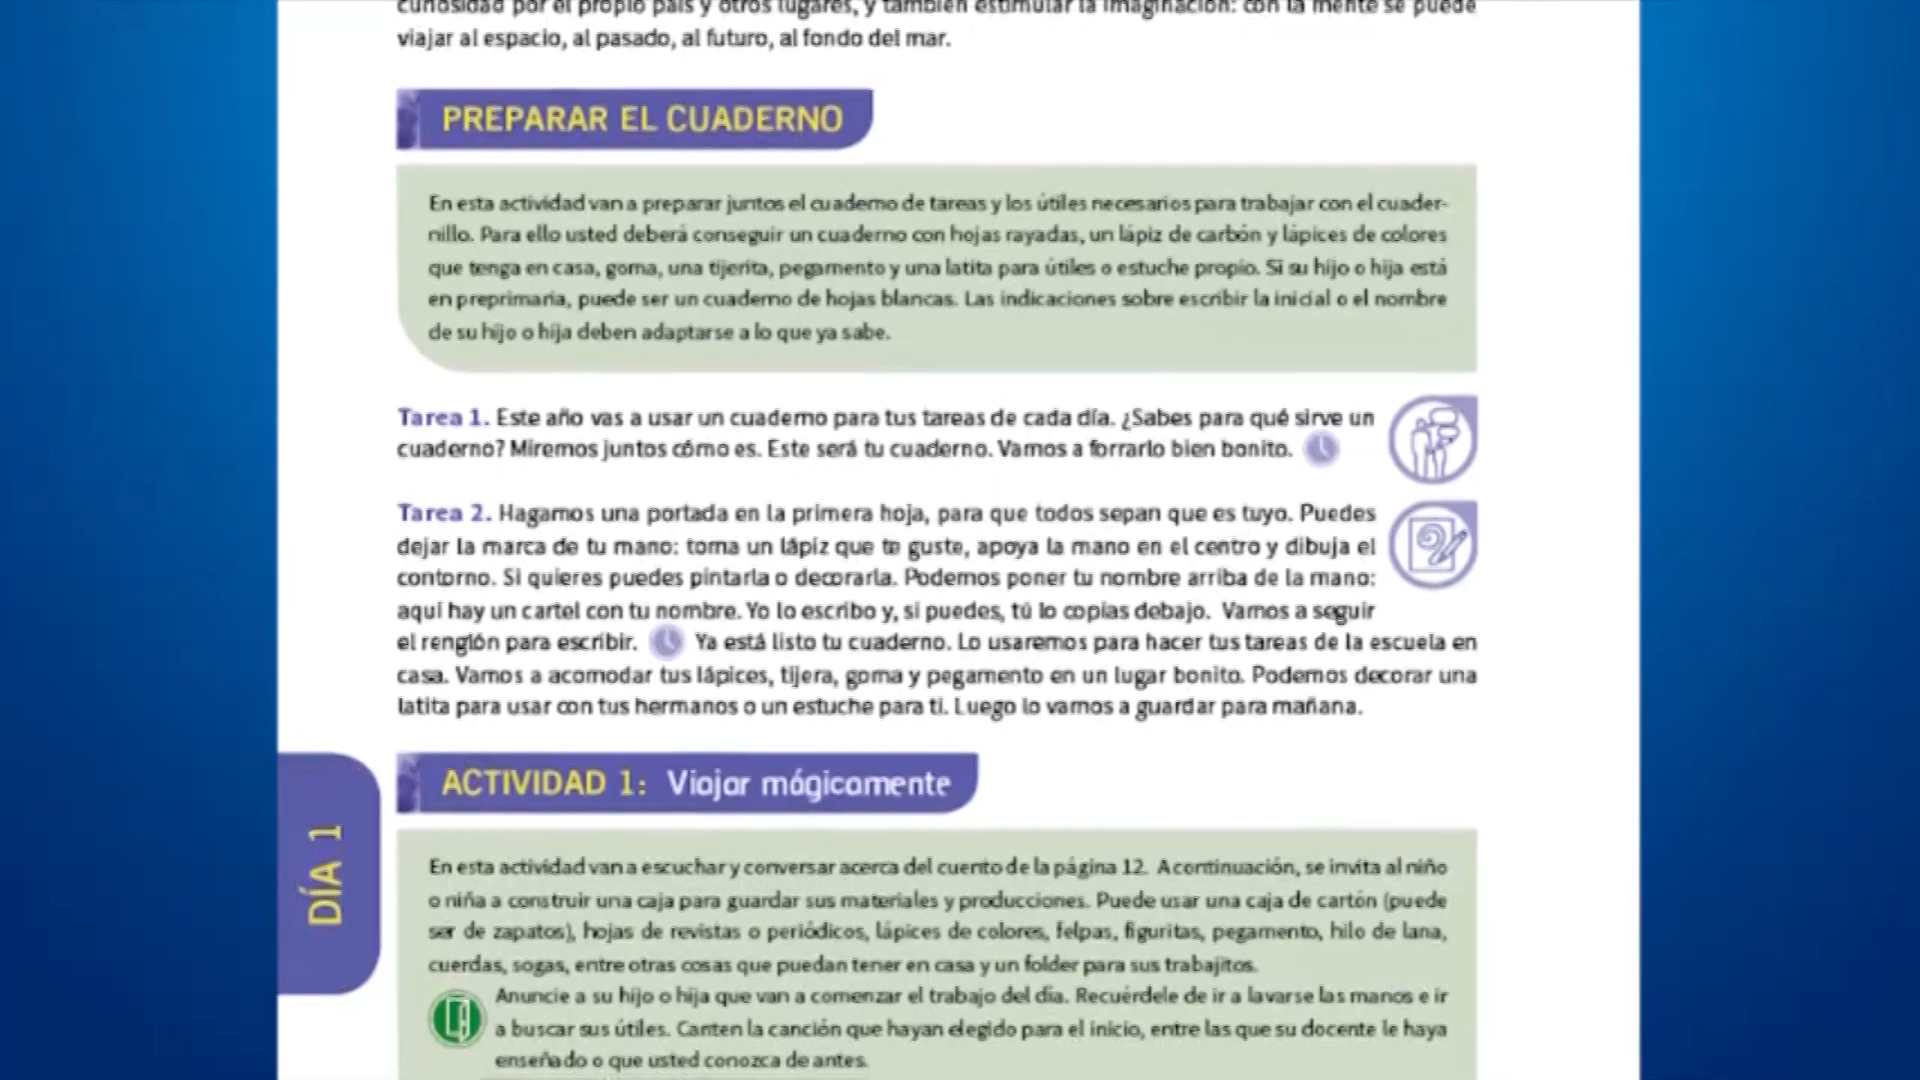 curiosidad por el propio país y otros lugares, y también estimular la imaginación: con la mente se puede
viajar al espacio, al pasado, al futuro, al fondo del mar.
PREPARAR EL CUADERNO
En esta actividad van a preparar juntos el cuaderno de tareas y los útiles necesarios para trabajar con el cuader-
nillo. Para ello usted deberá conseguir un cuaderno con hojas rayadas, un lápiz de carbón y lápices de colores
que tenga en casa, goma, una tijerita, pegamento y una latita para útiles o estuche propio. Si su hijo o hija está
en preprimaria, puede ser un cuaderno de hojas blancas. Las indicaciones sobre escribir la inicial o el nombre
de su hijo o hija deben adaptarse a lo que ya sabe.
Tarea 1. Este año vas a usar un cuaderno para tus tareas de cada día. ¿Sabes para qué sirve un
cuaderno? Miremos juntos cómo es. Este será tu cuaderno. Vamos a forrarlo bien bonito.
Tarea 2. Hagamos una portada en la primera hoja, para que todos sepan que es tuyo. Puedes
dejar la marca de tu mano: toma un lápiz que te guste, apoya la mano en el centro y dibuja el
contorno. Si quieres puedes pintarla o decorarla. Podemos poner tu nombre arriba de la mano:
aquí hay un cartel con tu nombre. Yo lo escribo y, si puedes, tú lo copias debajo. Vamos a seguir
el renglón para escribir. Ya está listo tu cuaderno. Lo usaremos para hacer tus tareas de la escuela en
casa. Vamos a acomodar tus lápices, tijera, goma y pegamento en un lugar bonito. Podemos decorar una
latita para usar con tus hermanos o un estuche para ti. Luego lo vamos a guardar para mañana.
DÍA 1
ACTIVIDAD 1: Viajar mágicamente
En esta actividad van a escuchar y conversar acerca del cuento de la página 12. A continuación, se invita al niño
o niña a construir una caja para guardar sus materiales y producciones. Puede usar una caja de cartón (puede
ser de zapatos), hojas de revistas o periódicos, lápices de colores, felpas, figuritas, pegamento, hilo de lana,
cuerdas, sogas, entre otras cosas que puedan tener en casa y un folder para sus trabajitos.
Anuncie a su hijo o hija que van a comenzar el trabajo del día. Recuérdele de ir a lavarse las manos e ir
a buscar sus útiles. Canten la canción que hayan elegido para el inicio, entre las que su docente le haya
enseñado o que usted conozca de antes.